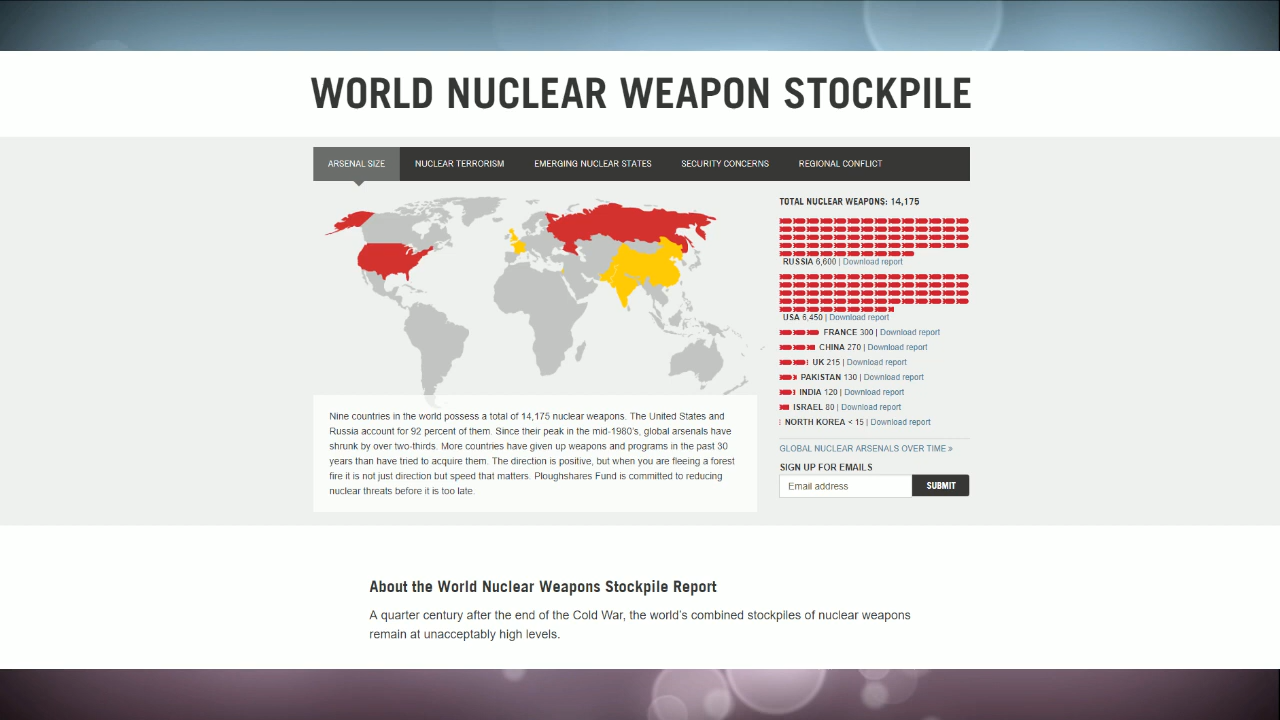 WORLD NUCLEAR WEAPON STOCKPILE
ARSENAL SIZE NUCLEAR TERRORISM EMERGING NUCLEAR STATES SECURITY CONCERNS REGIONAL CONFLICT
TOTAL NUCLEAR WEAPONS: 14,175
RUSSIA 6,600 | Download report
USA 6,450 | Download report
FRANCE 300 | Download report
CHINA 270 | Download report
UK 215 | Download report
PAKISTAN 130 | Download report
INDIA 120 | Download report
ISRAEL 80 | Download report
NORTH KOREA < 15 | Download report
GLOBAL NUCLEAR ARSENALS OVER TIME »
SIGN UP FOR EMAILS
Email address SUBMIT
Nine countries in the world possess a total of 14,175 nuclear weapons. The United States and
Russia account for 92 percent of them. Since their peak in the mid-1980's, global arsenals have
shrunk by over two-thirds. More countries have given up weapons and programs in the past 30
years than have tried to acquire them. The direction is positive, but when you are fleeing a forest
fire it is not just direction but speed that matters. Ploughshares Fund is committed to reducing
nuclear threats before it is too late.
About the World Nuclear Weapons Stockpile Report
A quarter century after the end of the Cold War, the world's combined stockpiles of nuclear weapons
remain at unacceptably high levels.